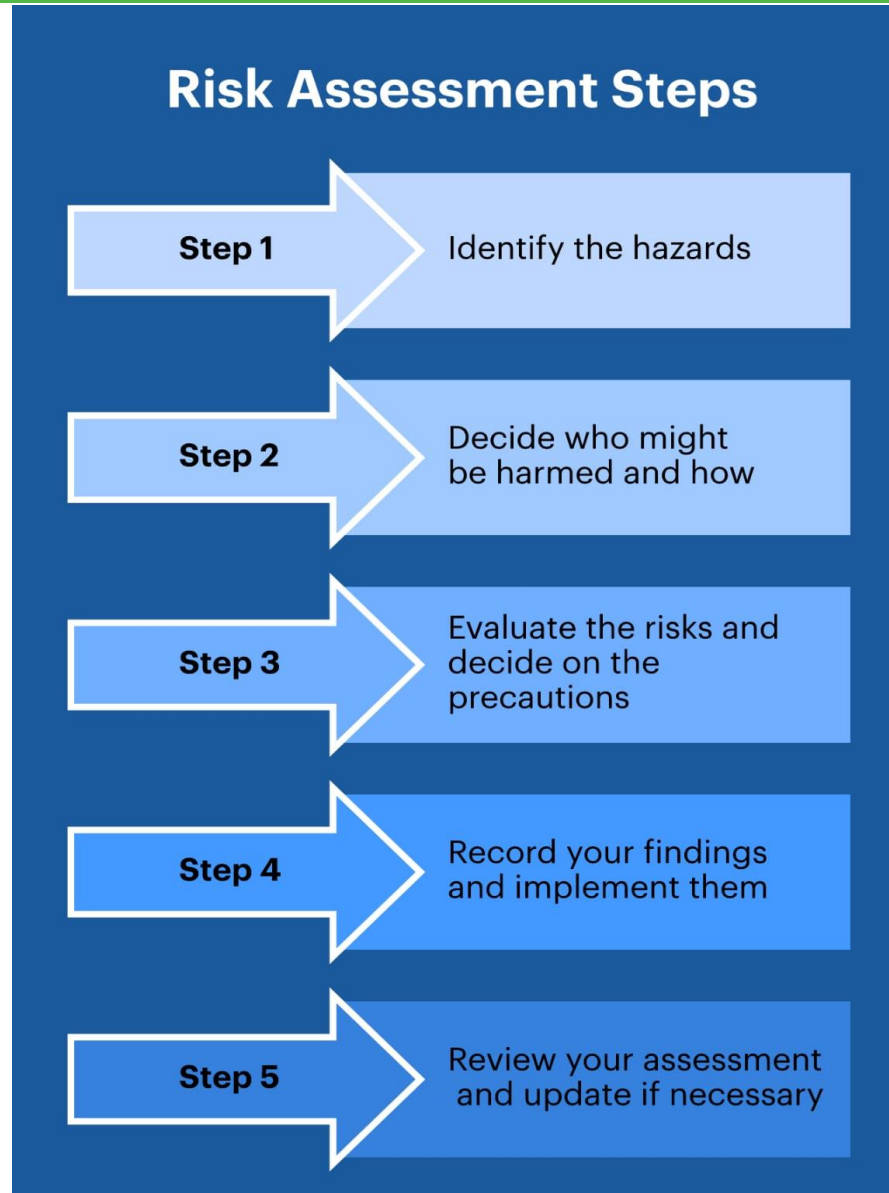 Risk Assessment Steps
Step 1
Identify the hazards
Step 2
Decide who might
be harmed and how
Step 3
Evaluate the risks and
decide on the
precautions
Step 4
Record your findings
and implement them
Step 5
Review your assessment
and update if necessary